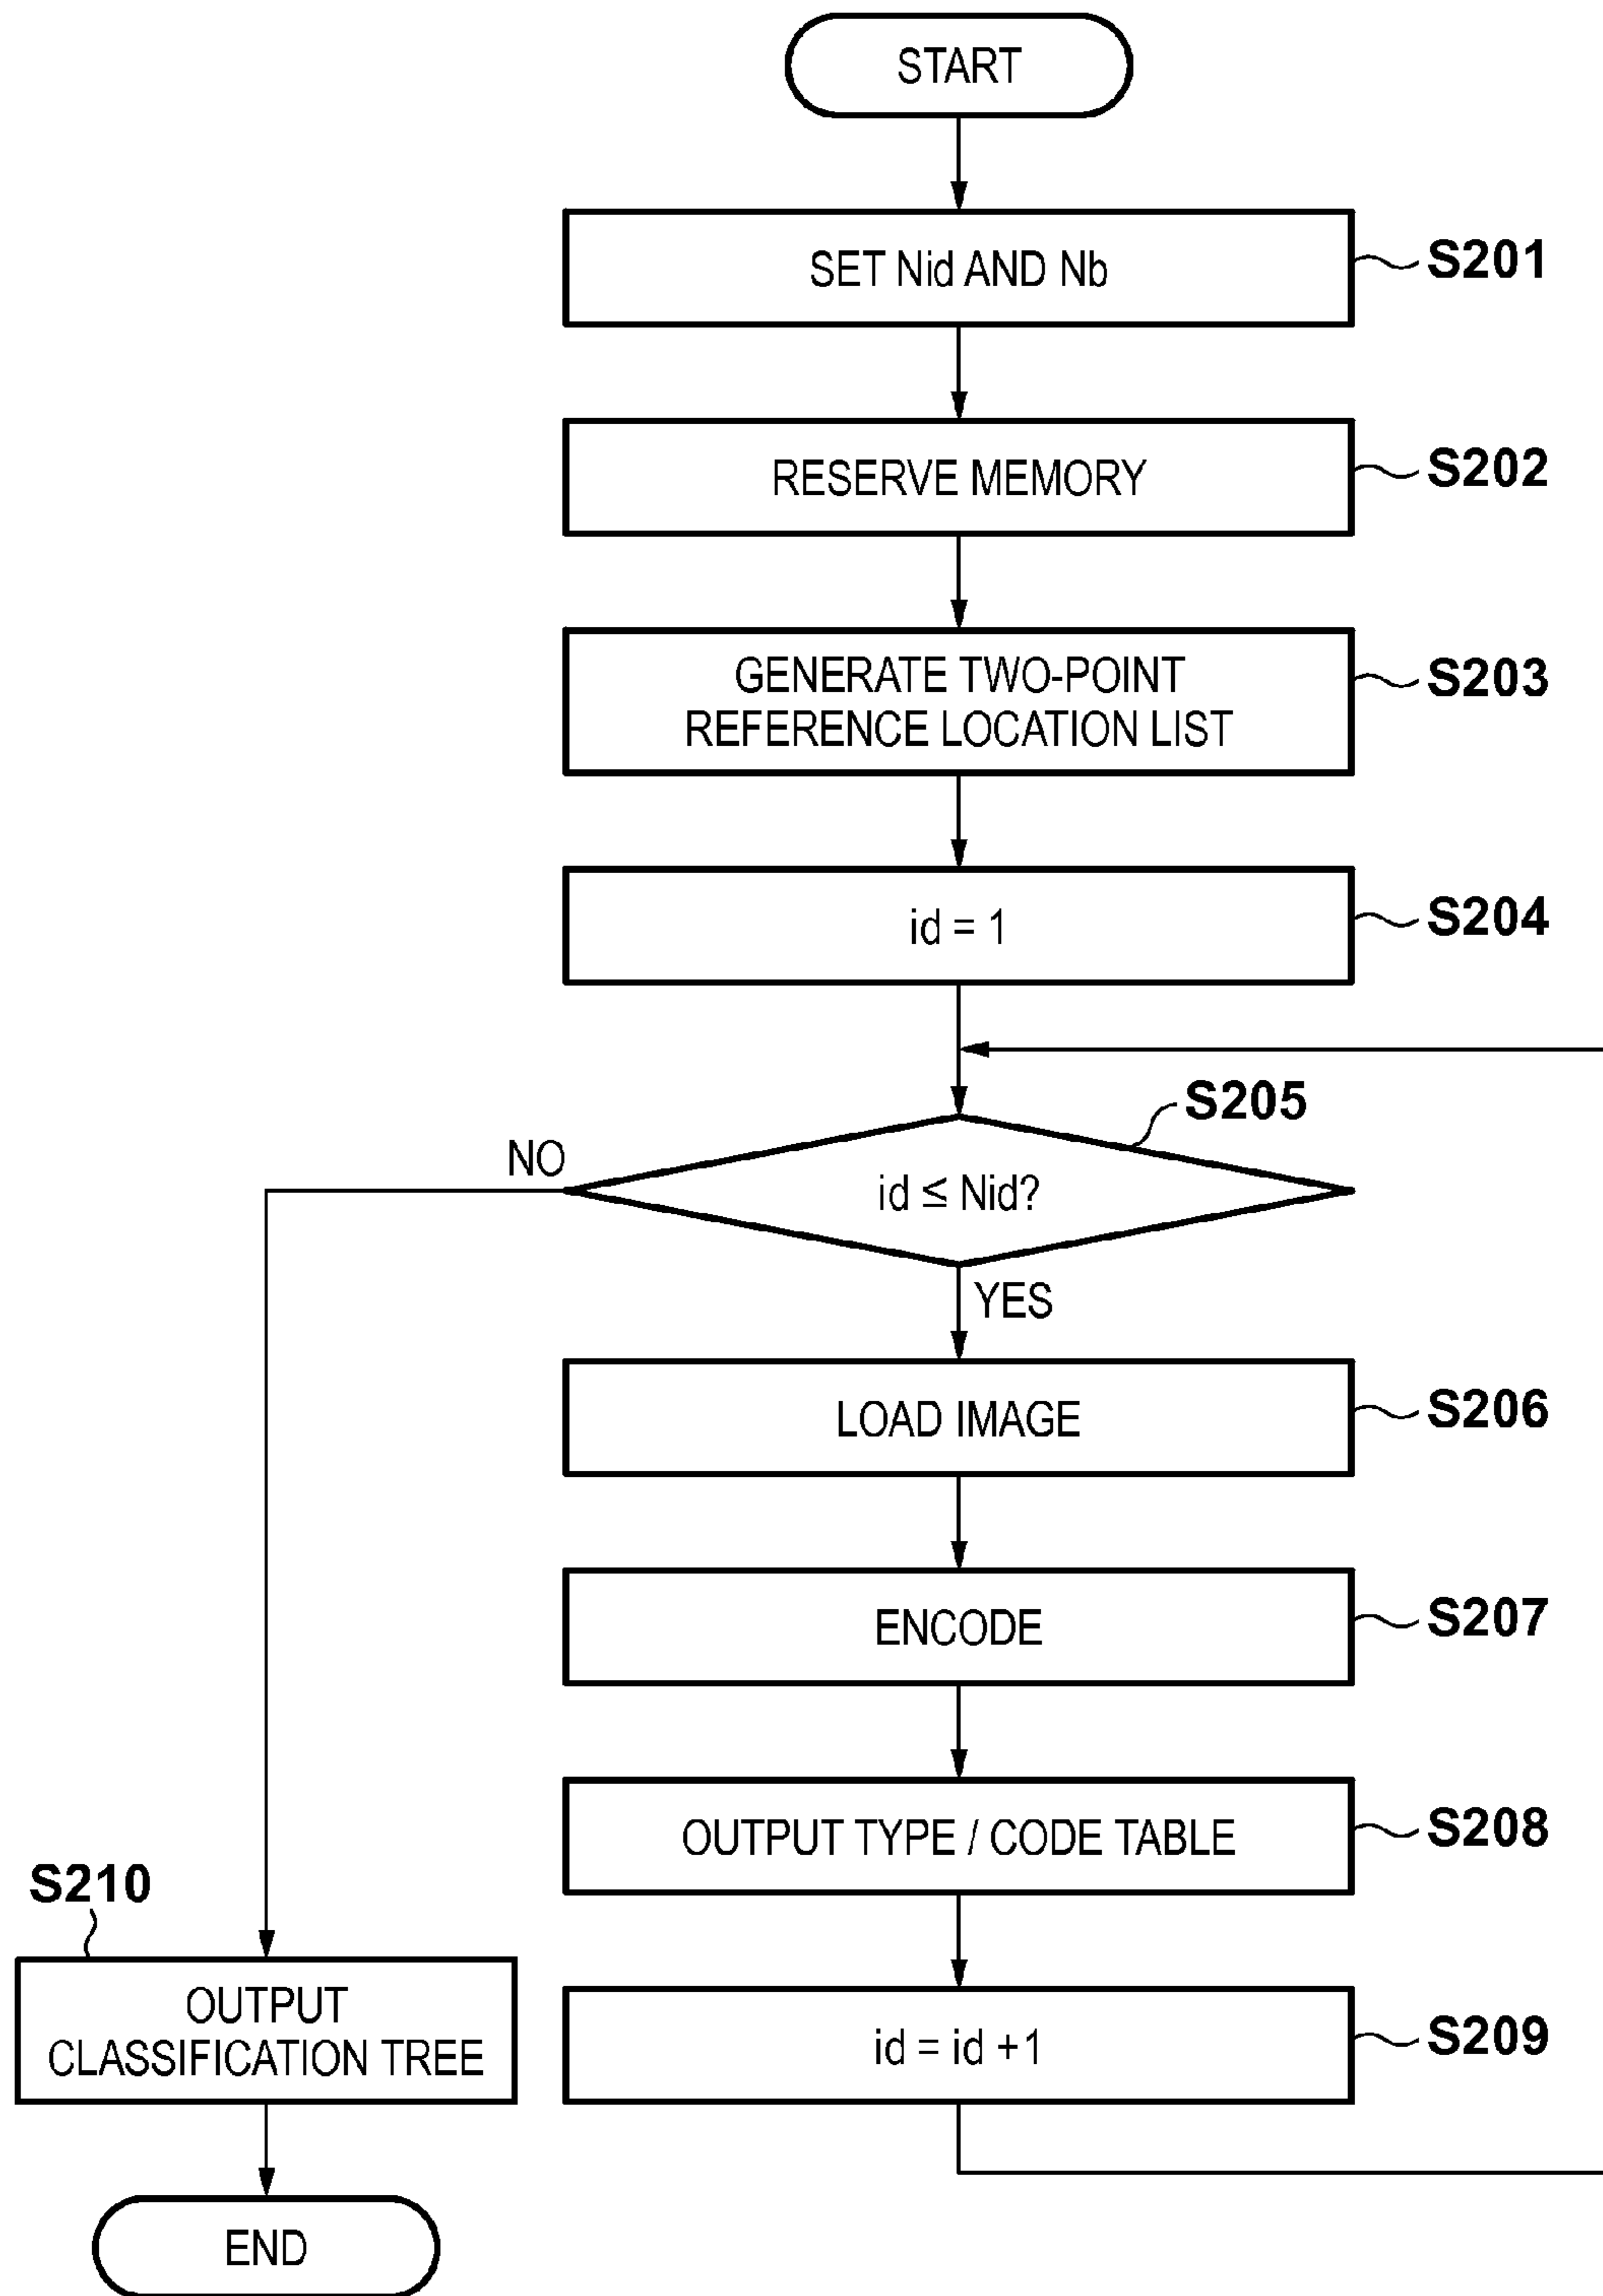 START
SET Nid AND Nb
S201
RESERVE MEMORY
S202
GENERATE TWO-POINT
REFERENCE LOCATION LIST
S203
id = 1
S204
S205
NO
id ≤ Nid?
YES
LOAD IMAGE
S206
ENCODE
S207
OUTPUT TYPE / CODE TABLE
S208
S210
OUTPUT
CLASSIFICATION TREE
id = id +1
S209
END